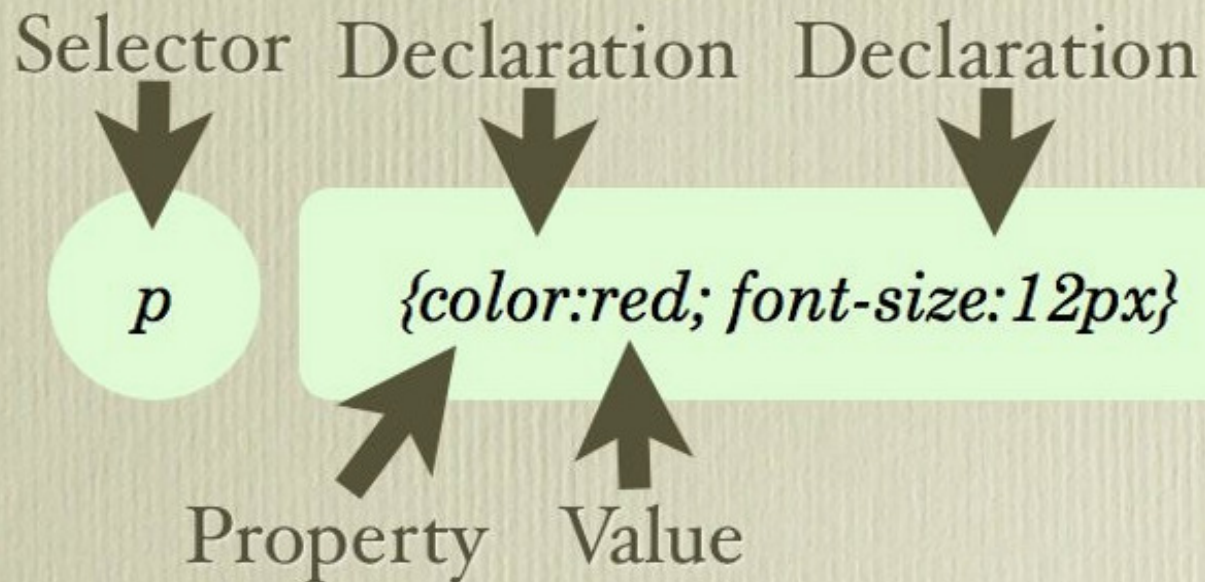 Selector Declaration Declaration
p {color:red; font-size:12px}
Property Value